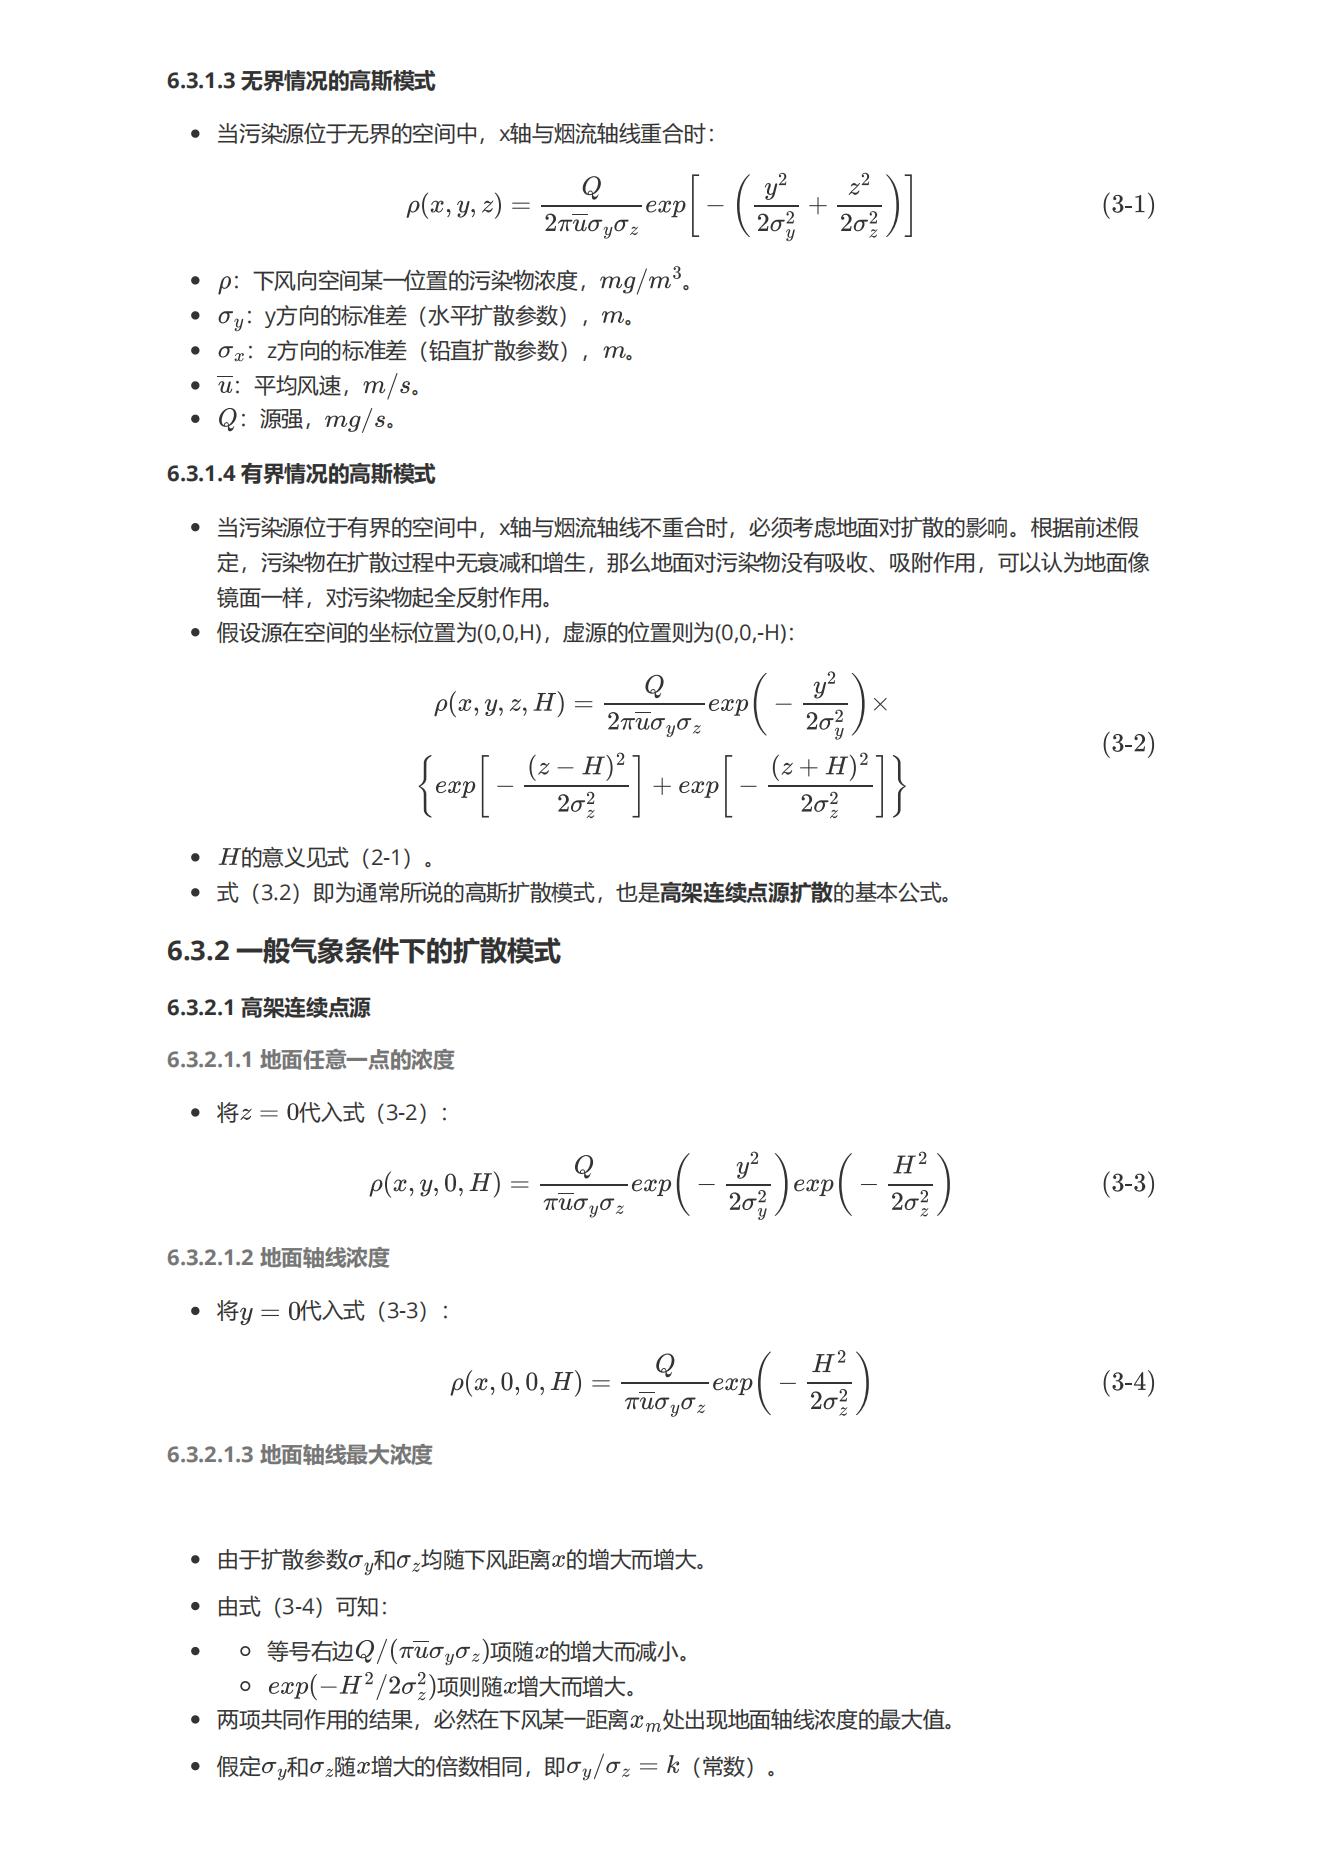 6.3.1.3 无界情况的高斯模式
• 当污染源位于无界的空间中，x轴与烟流轴线重合时：
$\rho(x,y,z)=\frac{Q}{2\pi\overline{u}\sigma_y\sigma_z}exp\left[-\left(\frac{y^2}{2\sigma_y^2}+\frac{z^2}{2\sigma_z^2}\right)\right]$ (3-1)
• $\rho$：下风向空间某一位置的污染物浓度，$mg/m^3$。
• $\sigma_y$：y方向的标准差（水平扩散参数），$m$。
• $\sigma_x$：z方向的标准差（铅直扩散参数），$m$。
• $\overline{u}$：平均风速，$m/s$。
• $Q$：源强，$mg/s$。
6.3.1.4 有界情况的高斯模式
• 当污染源位于有界的空间中，x轴与烟流轴线不重合时，必须考虑地面对扩散的影响。根据前述假
定，污染物在扩散过程中无衰减和增生，那么地面对污染物没有吸收、吸附作用，可以认为地面像
镜面一样，对污染物起全反射作用。
• 假设源在空间的坐标位置为(0,0,H)，虚源的位置则为(0,0,-H)：
$\rho(x,y,z,H)=\frac{Q}{2\pi\overline{u}\sigma_y\sigma_z}exp\left(-\frac{y^2}{2\sigma_y^2}\right)\times$
$\left\{exp\left[-\frac{(z-H)^2}{2\sigma_z^2}\right]+exp\left[-\frac{(z+H)^2}{2\sigma_z^2}\right]\right\}$ (3-2)
• $H$的意义见式（2-1）。
• 式（3.2）即为通常所说的高斯扩散模式，也是高架连续点源扩散的基本公式。
6.3.2 一般气象条件下的扩散模式
6.3.2.1 高架连续点源
6.3.2.1.1 地面任意一点的浓度
• 将$z=0$代入式（3-2）：
$\rho(x,y,0,H)=\frac{Q}{\pi\overline{u}\sigma_y\sigma_z}exp\left(-\frac{y^2}{2\sigma_y^2}\right)exp\left(-\frac{H^2}{2\sigma_z^2}\right)$ (3-3)
6.3.2.1.2 地面轴线浓度
• 将$y=0$代入式（3-3）：
$\rho(x,0,0,H)=\frac{Q}{\pi\overline{u}\sigma_y\sigma_z}exp\left(-\frac{H^2}{2\sigma_z^2}\right)$ (3-4)
6.3.2.1.3 地面轴线最大浓度
• 由于扩散参数$\sigma_y$和$\sigma_z$均随下风距离$x$的增大而增大。
• 由式（3-4）可知：
• ○ 等号右边$Q/(\pi\overline{u}\sigma_y\sigma_z)$项随$x$的增大而减小。
○ $exp(-H^2/2\sigma_z^2)$项则随$x$增大而增大。
• 两项共同作用的结果，必然在下风某一距离$x_m$处出现地面轴线浓度的最大值。
• 假定$\sigma_y$和$\sigma_z$随$x$增大的倍数相同，即$\sigma_y/\sigma_z=k$（常数）。